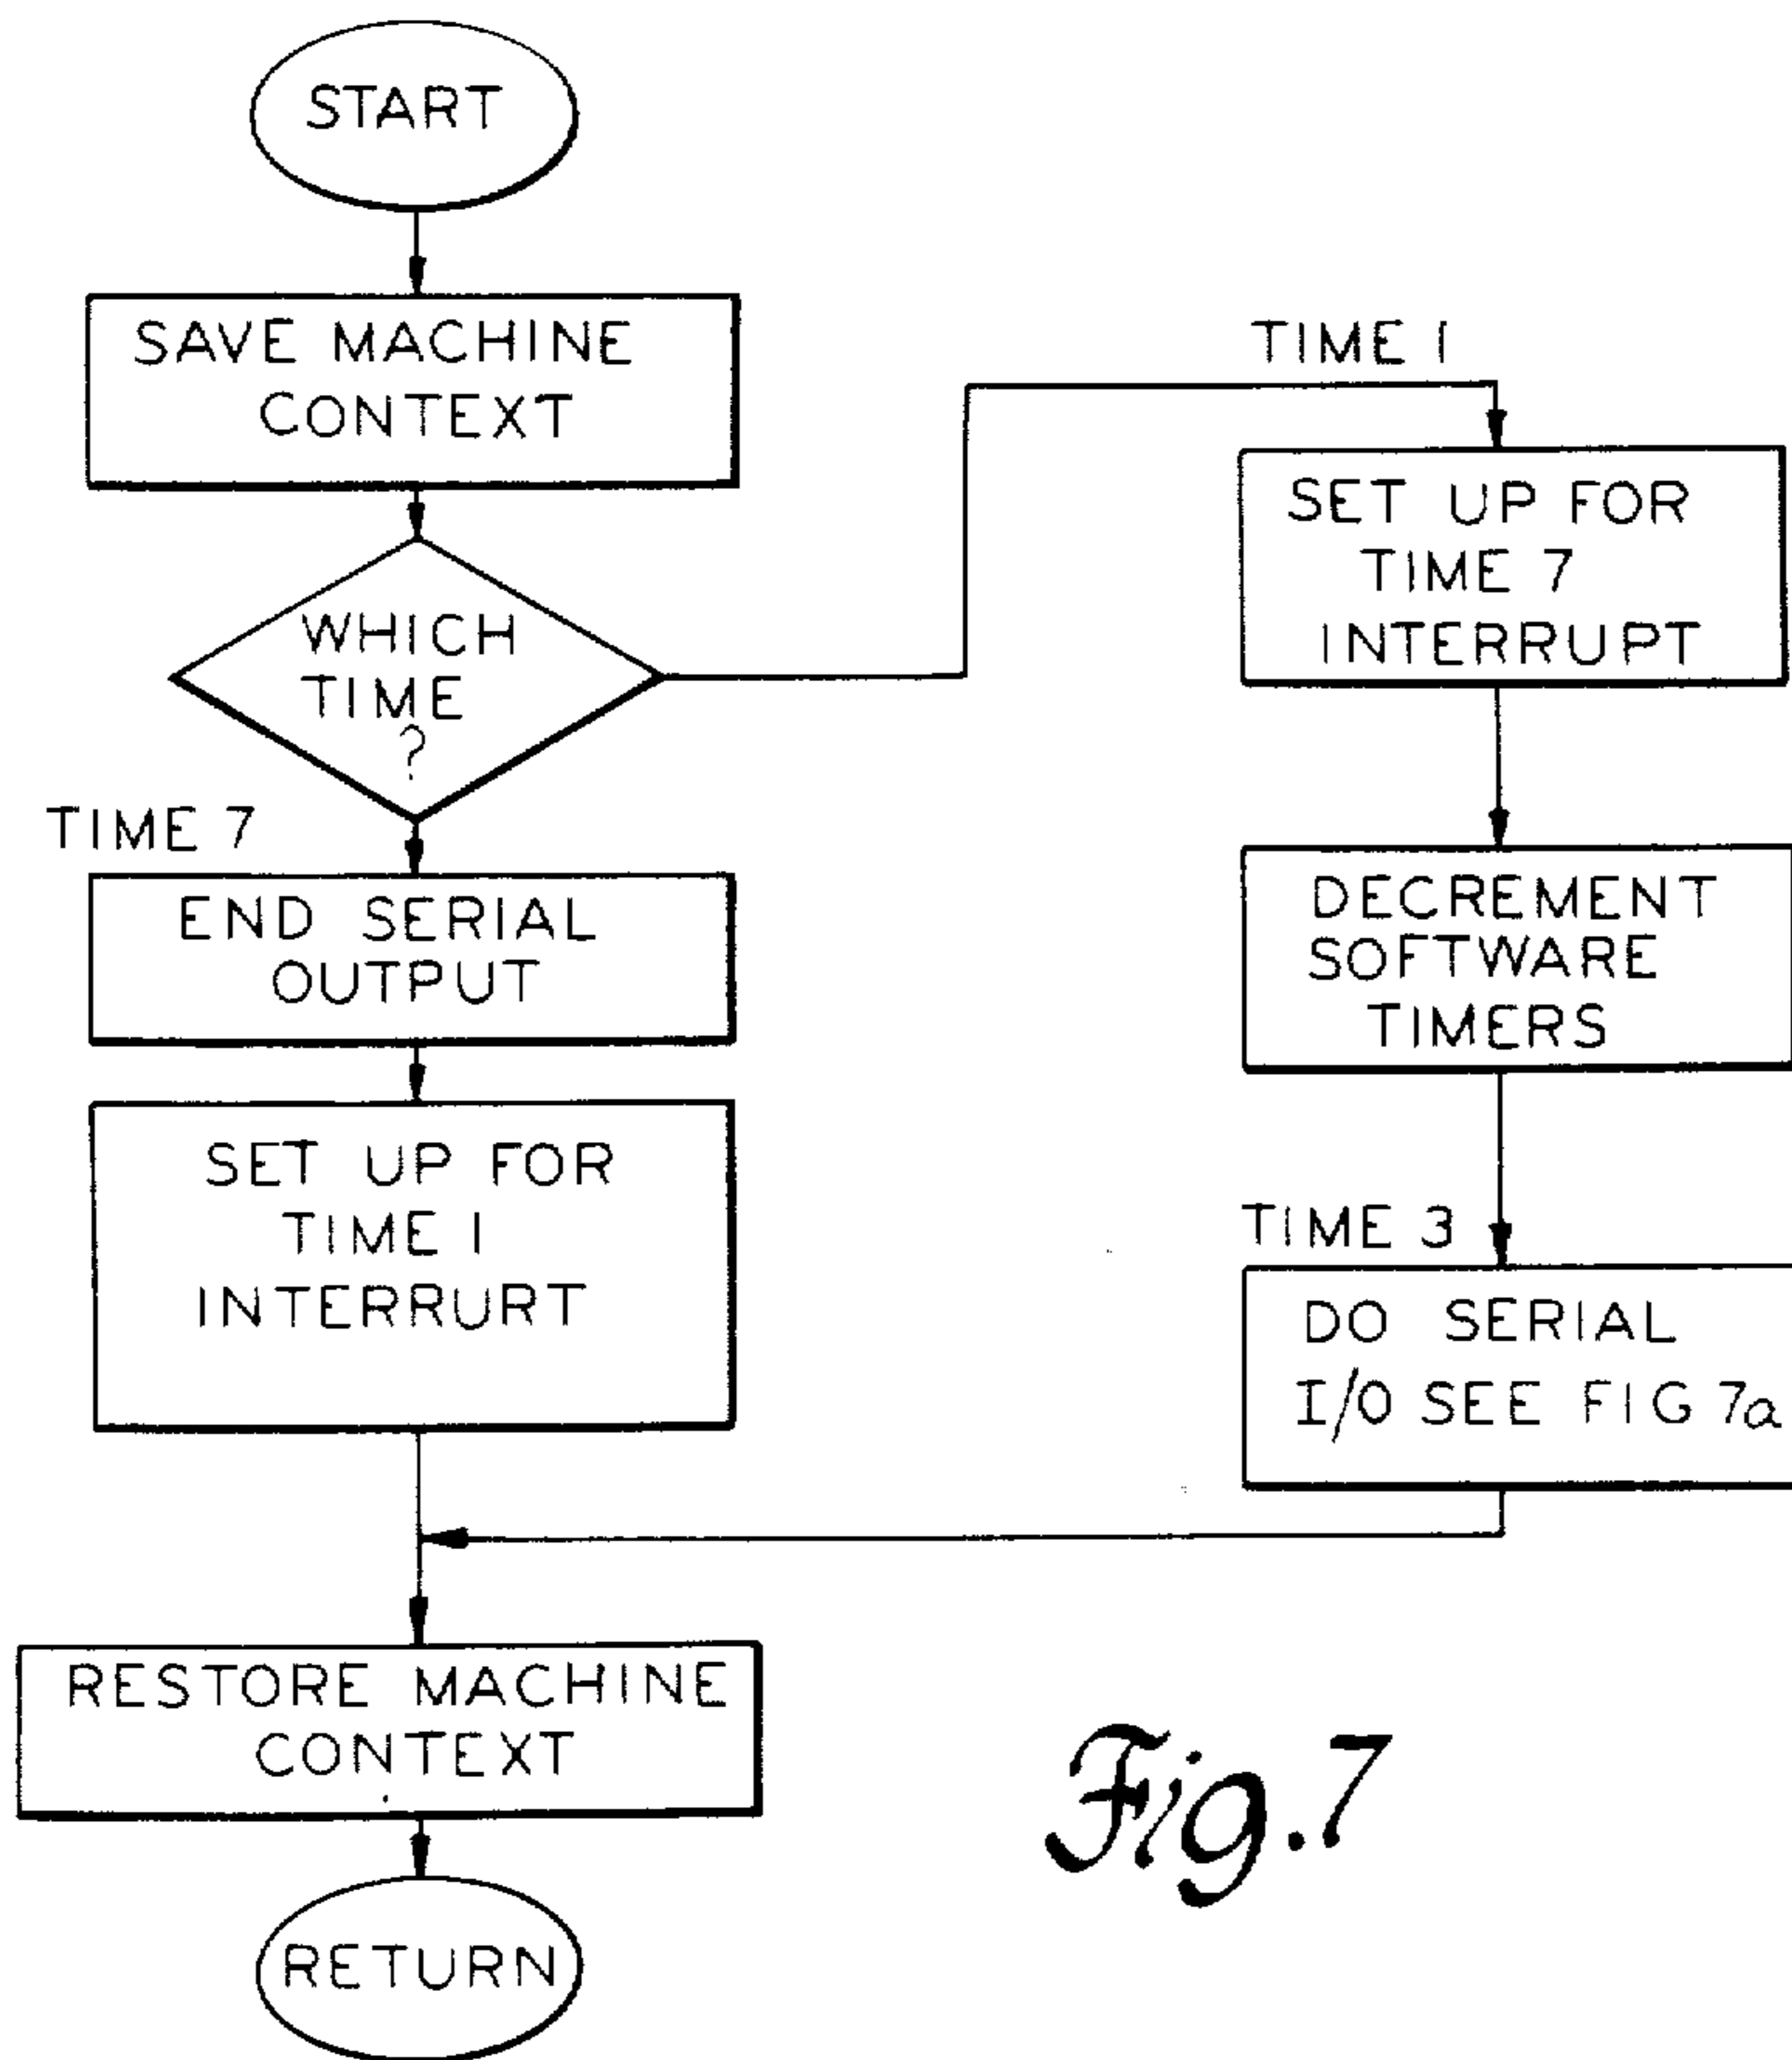 START
SAVE MACHINE
CONTEXT
WHICH
TIME
?
TIME 7
END SERIAL
OUTPUT
SET UP FOR
TIME 1
INTERRURT
TIME 1
SET UP FOR
TIME 7
INTERRUPT
DECREMENT
SOFTWARE
TIMERS
TIME 3
DO SERIAL
I/O SEE FIG 7a
RESTORE MACHINE
CONTEXT
RETURN
Fig.7